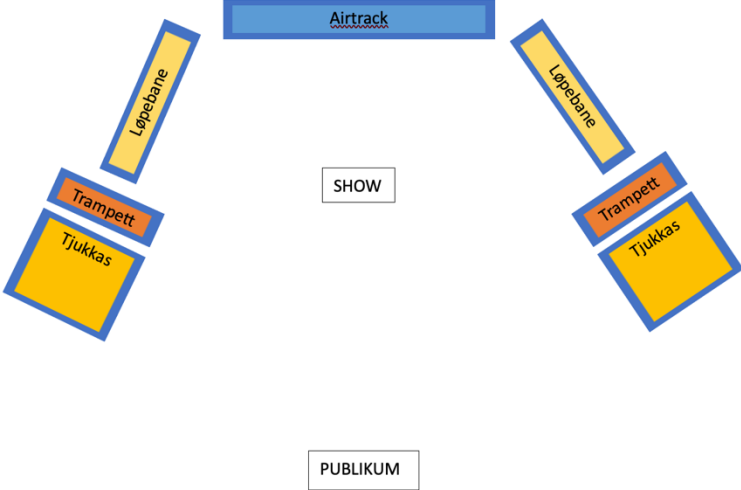 Airtrack
Løpebane
Løpebane
SHOW
Trampett
Trampett
Tjukkas
Tjukkas
PUBLIKUM